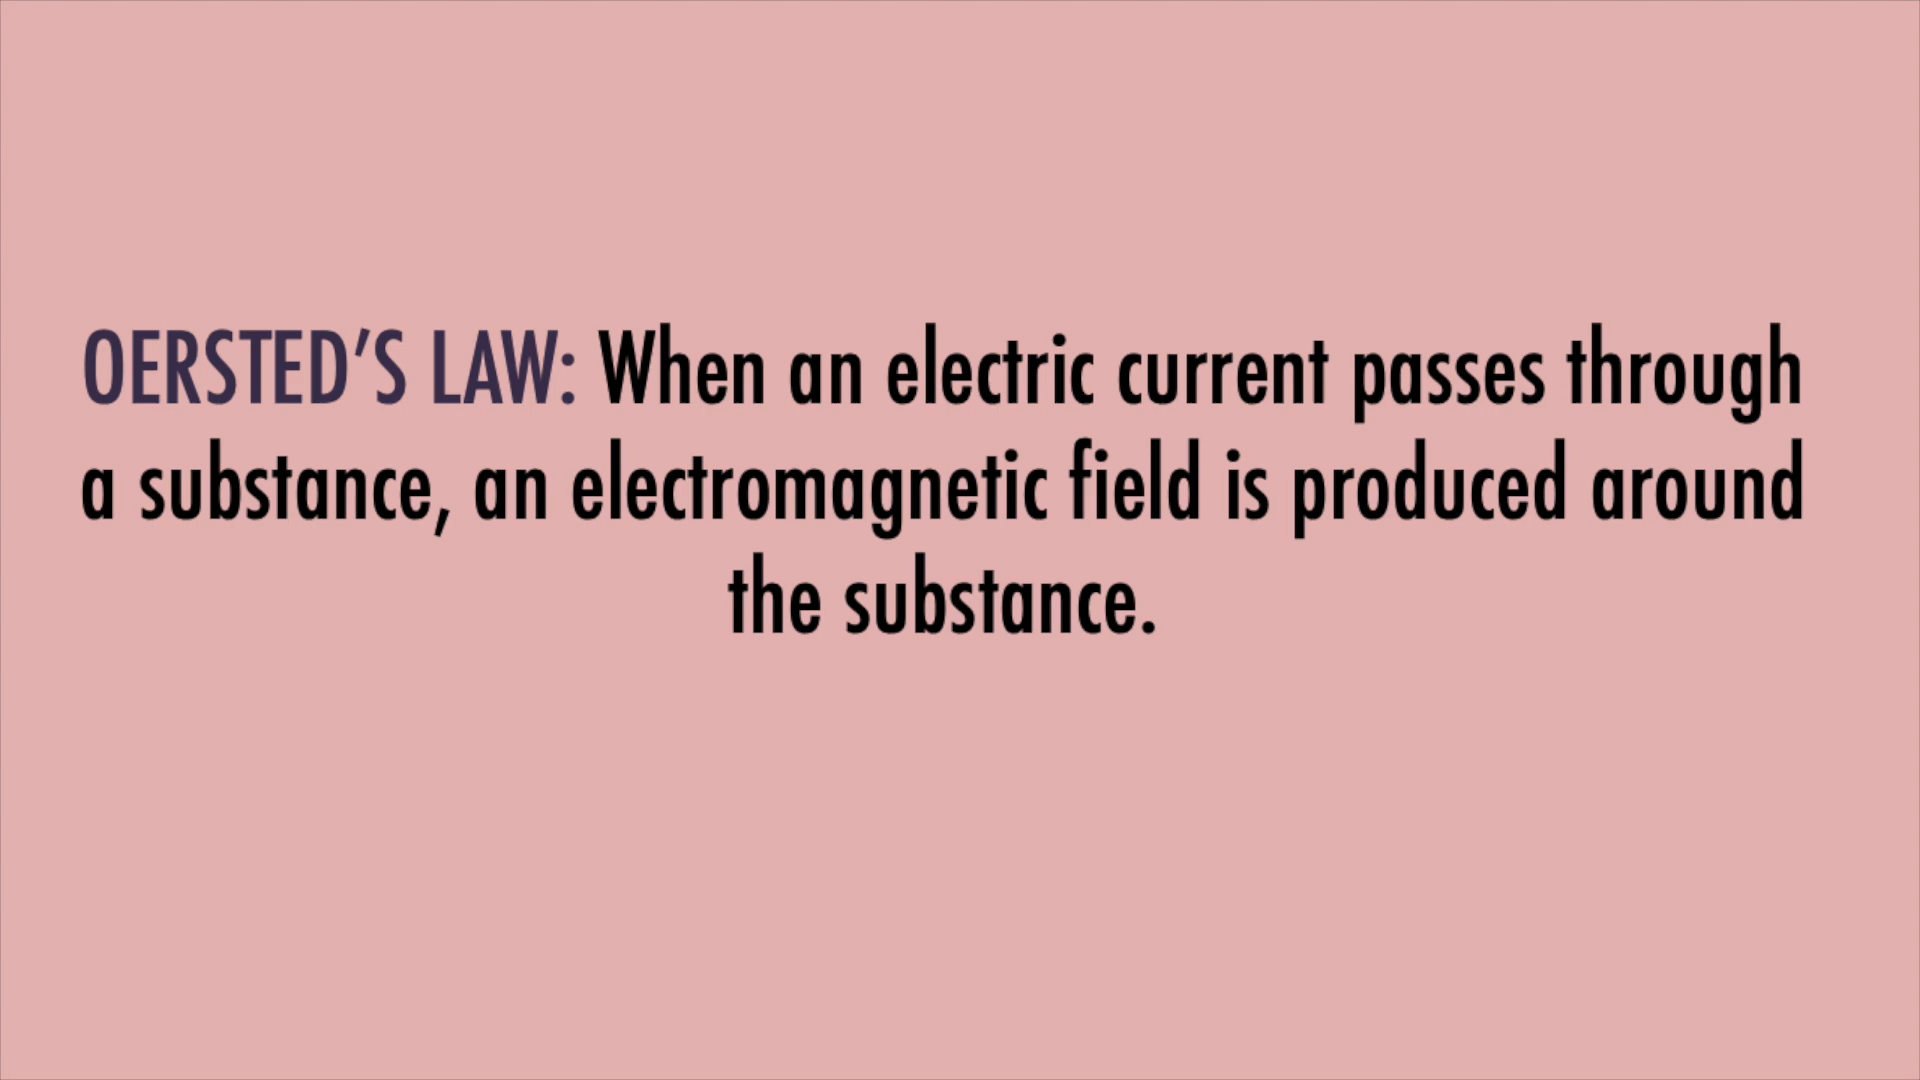 OERSTED’S LAW: When an electric current passes through
a substance, an electromagnetic field is produced around
the substance.